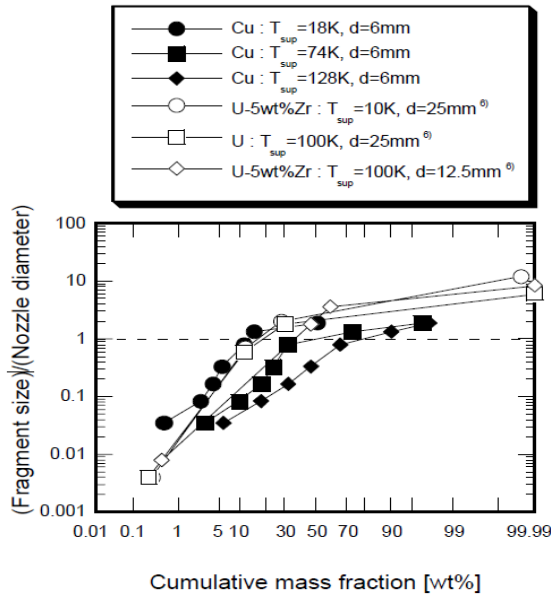 Cu : Tsup=18K, d=6mm
Cu : Tsup=74K, d=6mm
Cu : Tsup=128K, d=6mm
U-5wt%Zr : Tsup=10K, d=25mm 6)
U : Tsup=100K, d=25mm 6)
U-5wt%Zr : Tsup=100K, d=12.5mm 6)
(Fragment size)/(Nozzle diameter)
100
10
1
0.1
0.01
0.001
0.01 0.1 1 5 10 30 50 70 90 99 99.99
Cumulative mass fraction [wt%]